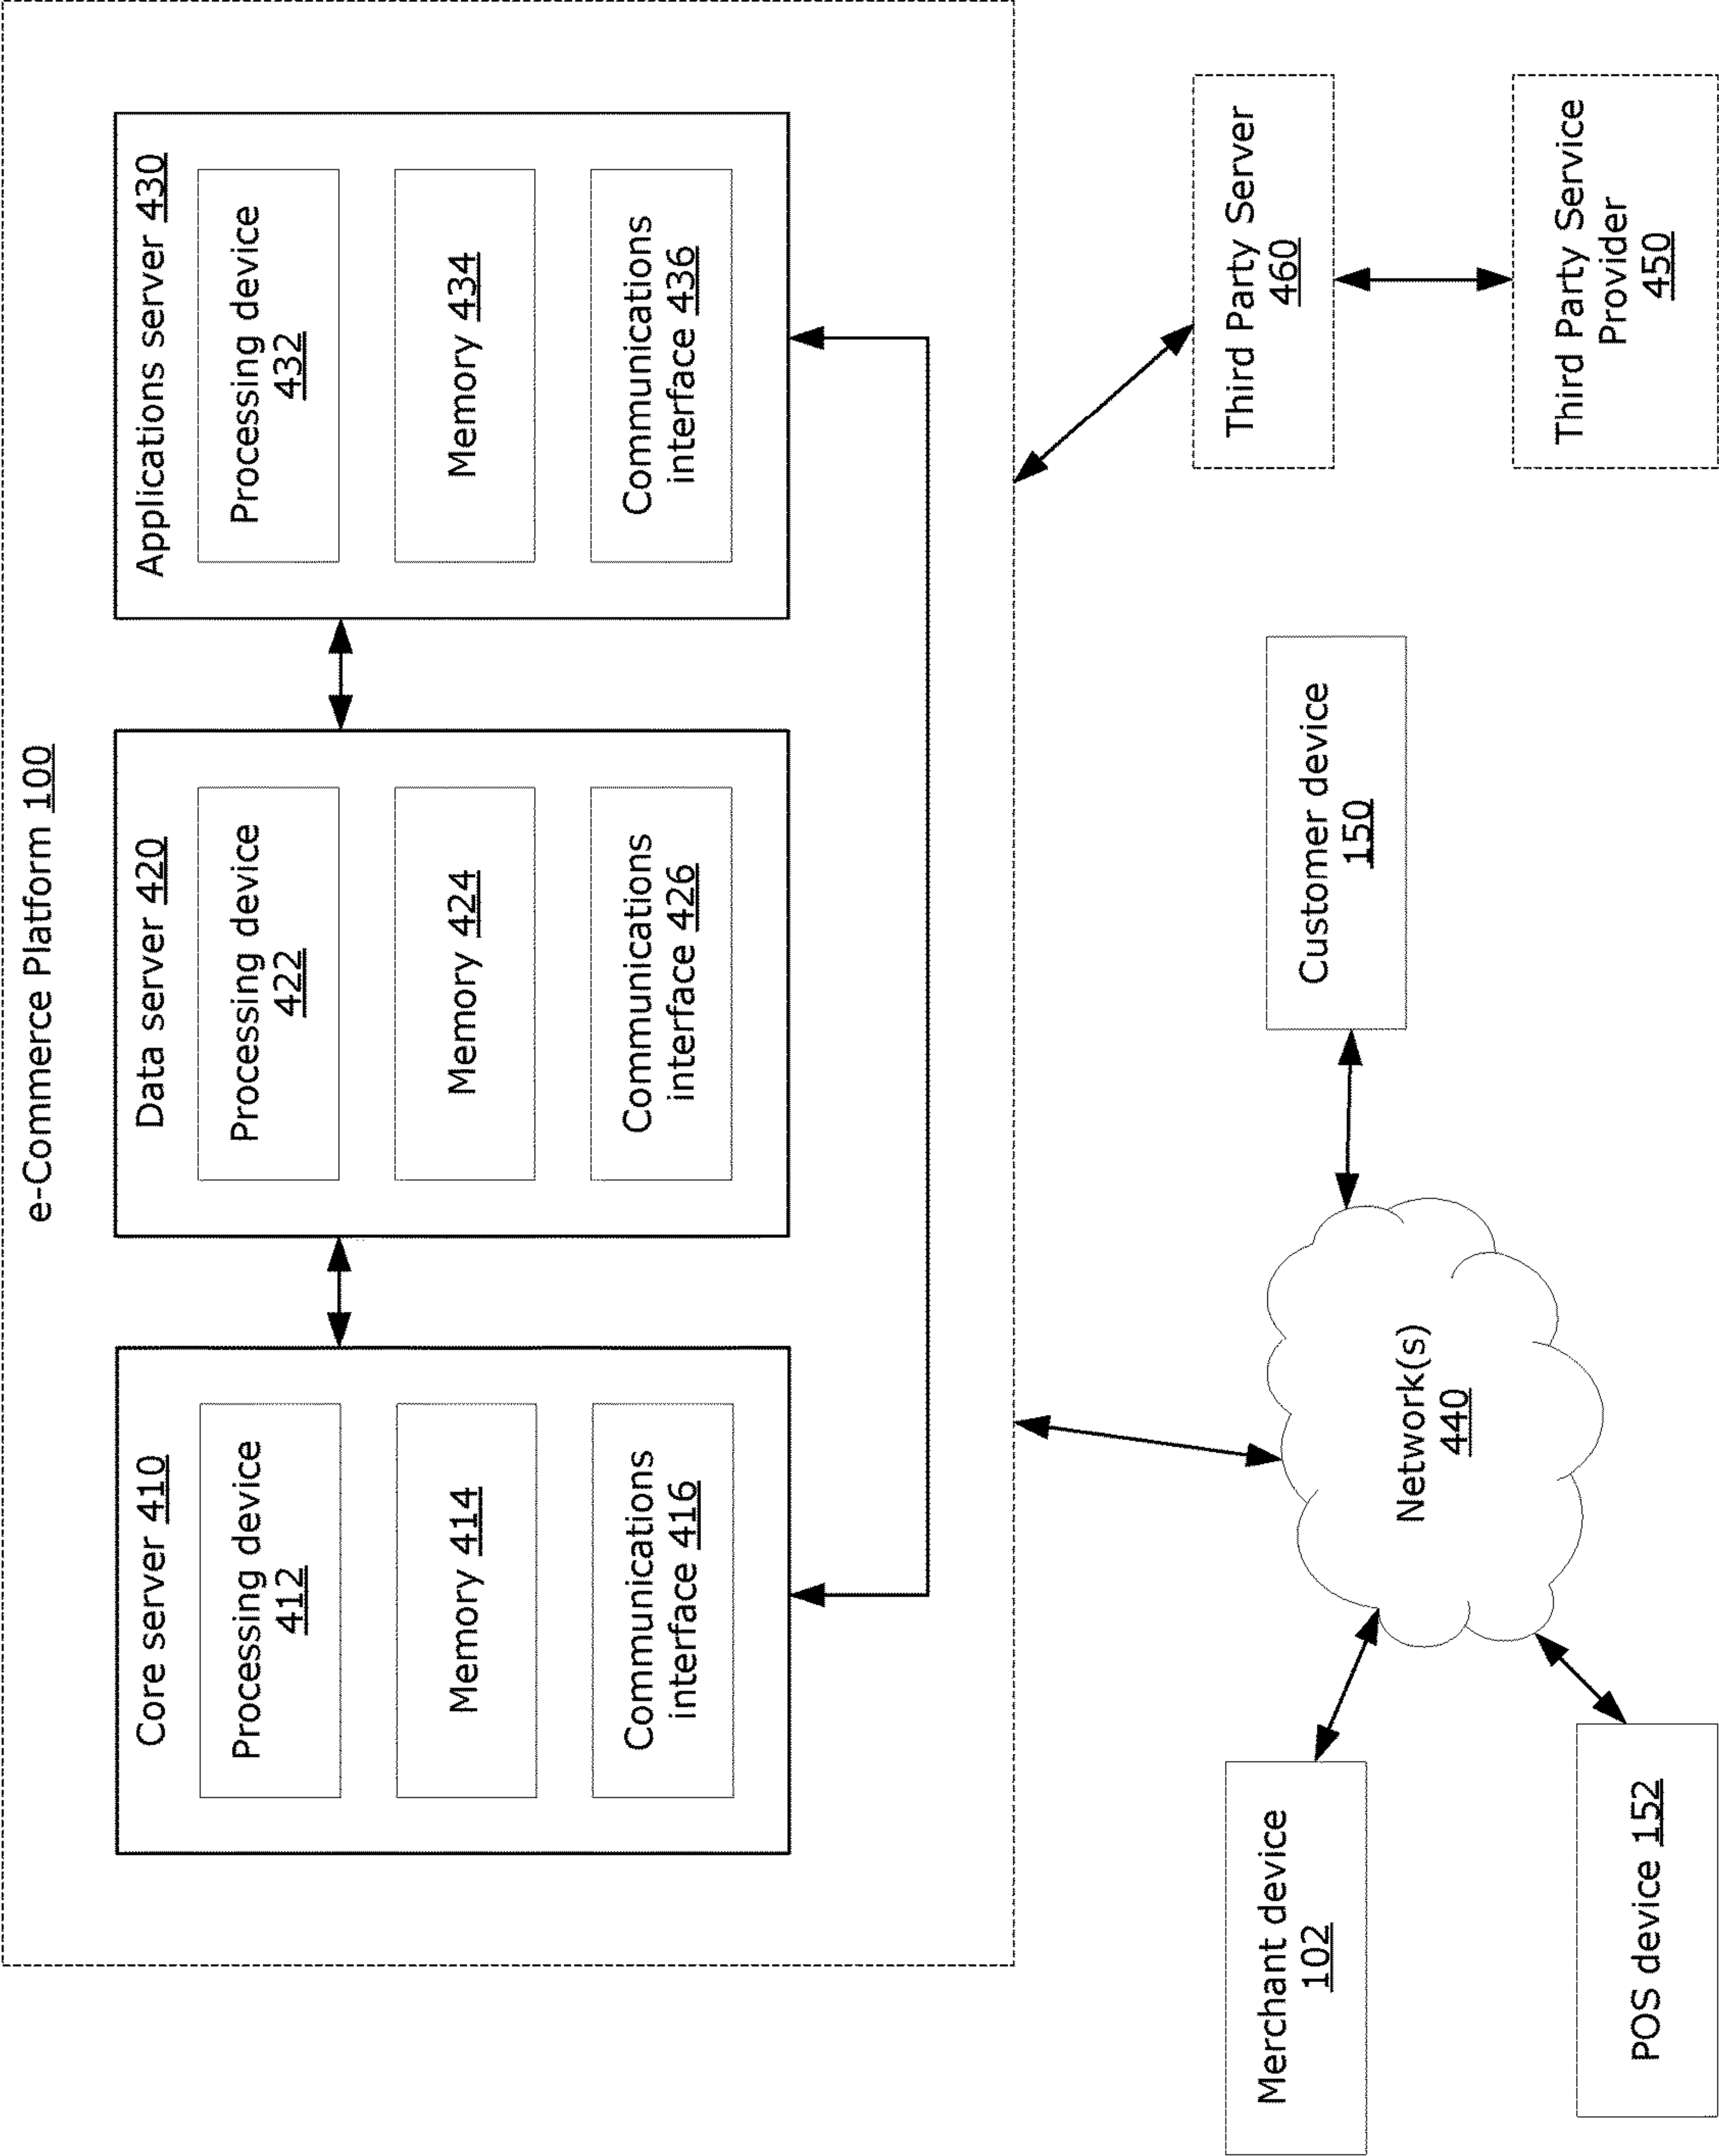 e-Commerce Platform 100
Core server 410
Processing device
412
Memory 414
Communications
interface 416
Data server 420
Processing device
422
Memory 424
Communications
interface 426
Applications server 430
Processing device
432
Memory 434
Communications
interface 436
Merchant device
102
POS device 152
Network(s)
440
Customer device
150
Third Party Server
460
Third Party Service
Provider
450